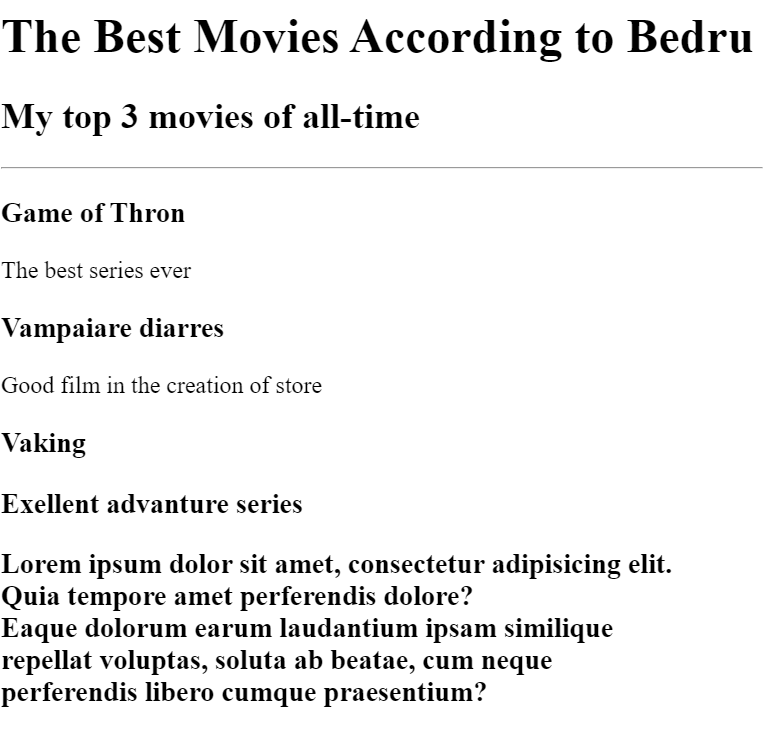 The Best Movies According to Bedru
My top 3 movies of all-time
Game of Thron
The best series ever
Vampaiare diarres
Good film in the creation of store
Vaking
Exellent advanture series
Lorem ipsum dolor sit amet, consectetur adipisicing elit.
Quia tempore amet perferendis dolore?
Eaque dolorum earum laudantium ipsam similique
repellat voluptas, soluta ab beatae, cum neque
perferendis libero cumque praesentium?